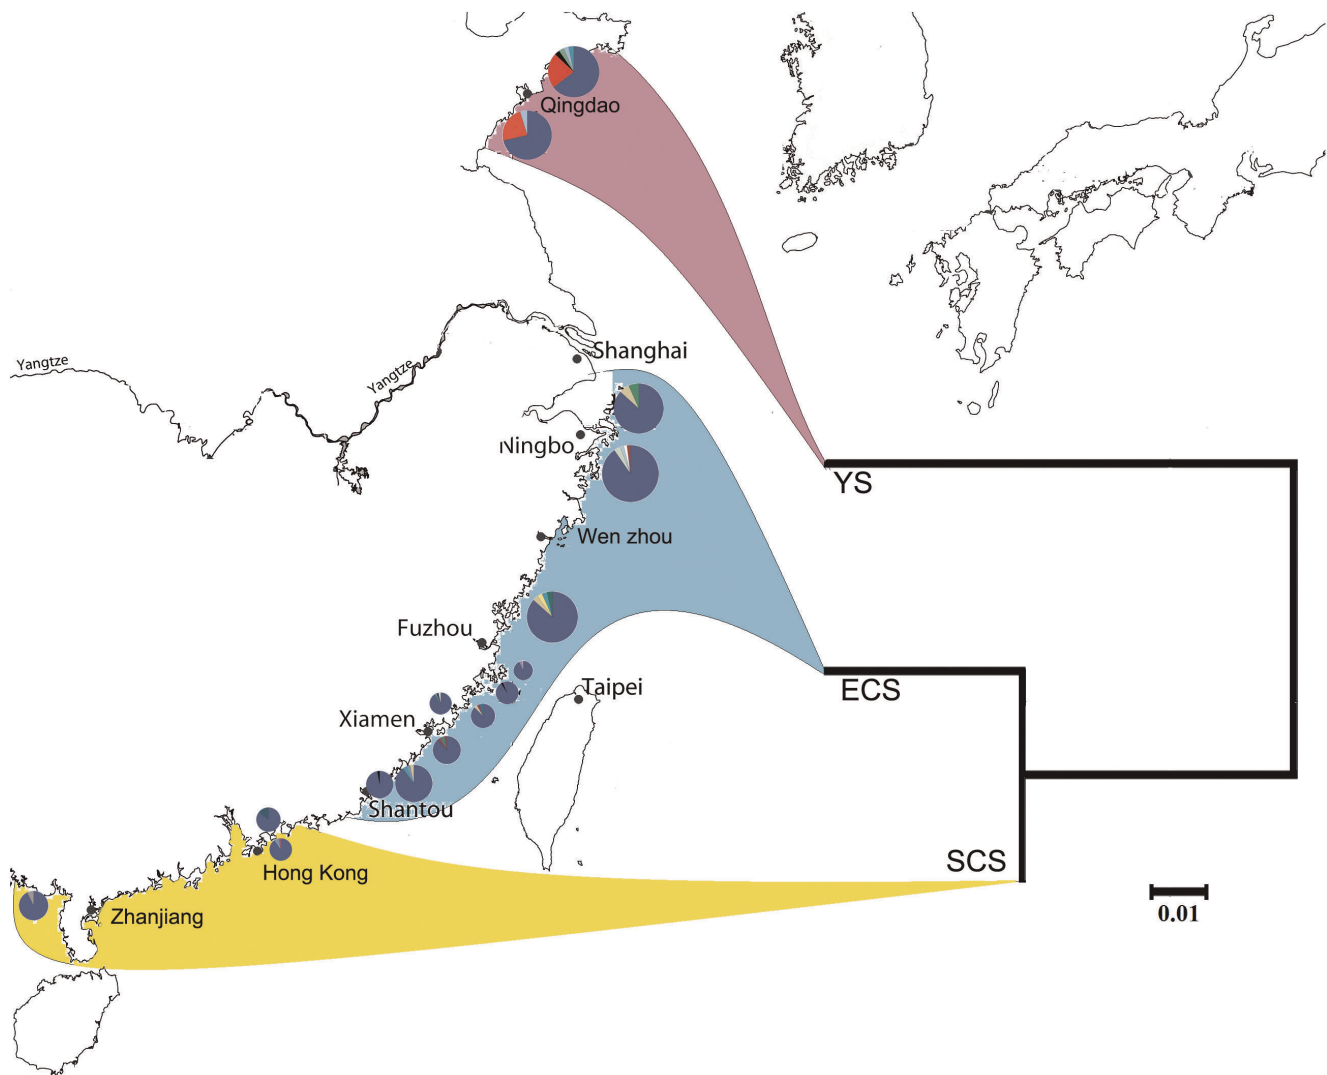 Qingdao
Shanghai
Yangtze
Yangtze
Ningbo
YS
Wen zhou
Fuzhou
Taipei
ECS
Xiamen
Shantou
SCS
Hong Kong
Zhanjiang
0.01